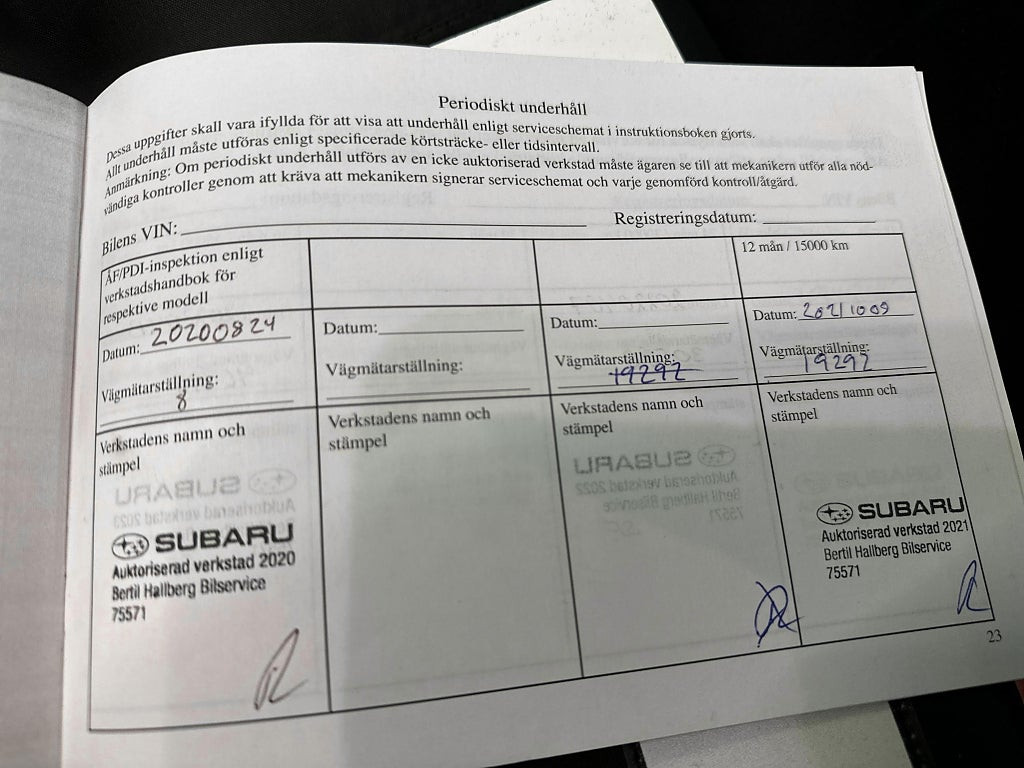 Periodiskt underhåll
Dessa uppgifter skall vara ifyllda för att visa att underhåll enligt serviceschemat i instruktionsboken gjorts.
Allt underhåll måste utföras enligt specificerade körtsträcke- eller tidsintervall.
Anmärkning: Om periodiskt underhåll utförs av en icke auktoriserad verkstad måste ägaren se till att mekanikern utför alla nöd-
vändiga kontroller genom att kräva att mekanikern signerar serviceschemat och varje genomförd kontroll/åtgärd.
Bilens VIN:
Registreringsdatum:
ÄF/PDI-inspektion enligt
verkstadshandbok för
respektive modell
Datum: 20200824
Vägmätarställning:
8
Verkstadens namn och
stämpel
SUBARU
Auktoriserad verkstad 2020
Bertil Hallberg Bilservice
75571
Datum:
Vägmätarställning:
Verkstadens namn och
stämpel
Datum:
Vägmätarställning:
19292
Verkstadens namn och
stämpel
12 mån / 15000 km
Datum: 20211009
Vägmätarställning:
19292
Verkstadens namn och
stämpel
SUBARU
Auktoriserad verkstad 2021
Bertil Hallberg Bilservice
75571
23